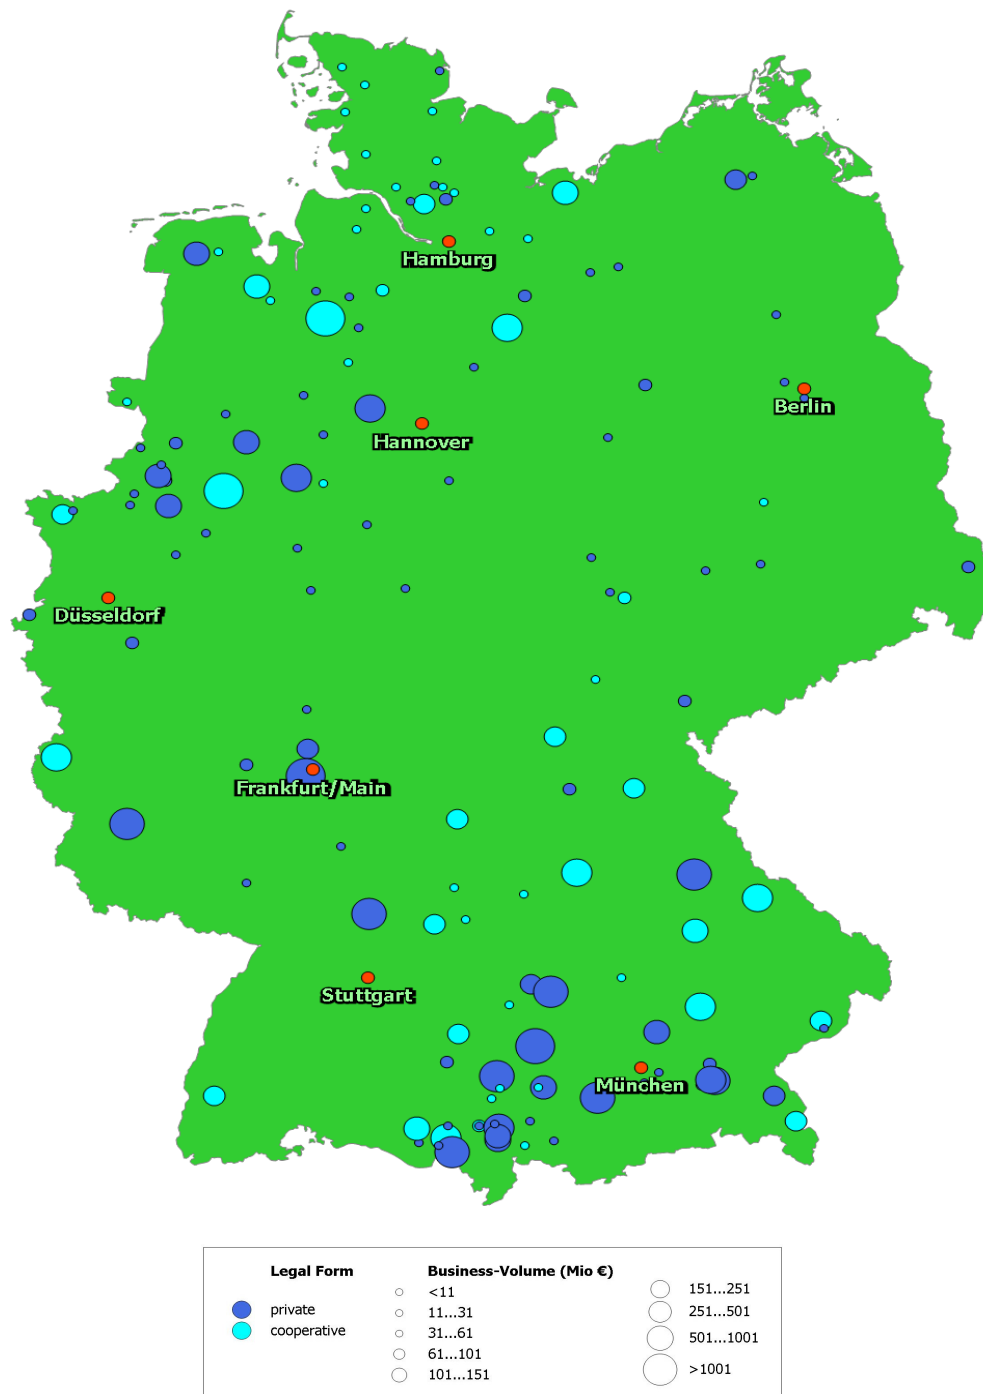 Hamburg
Berlin
Hannover
Düsseldorf
Frankfurt/Main
Stuttgart
München
Legal Form
private
cooperative
Business-Volume (Mio €)
<11
11...31
31...61
61...101
101...151
151...251
251...501
501...1001
>1001